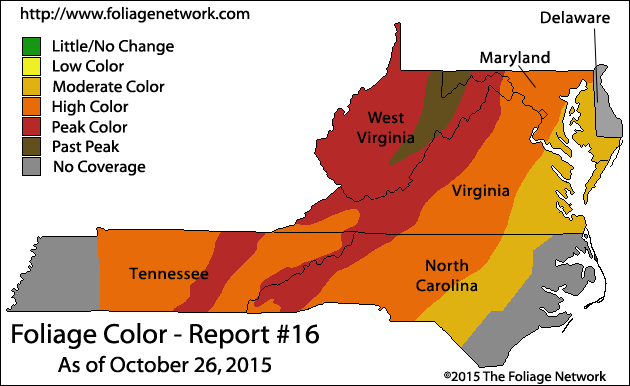 http://www.foliagenetwork.com
Delaware
Little/No Change
Low Color
Moderate Color
High Color
Peak Color
Past Peak
No Coverage
Maryland
West
Virginia
Virginia
Tennessee
North
Carolina
Foliage Color - Report #16
As of October 26, 2015
©2015 The Foliage Network